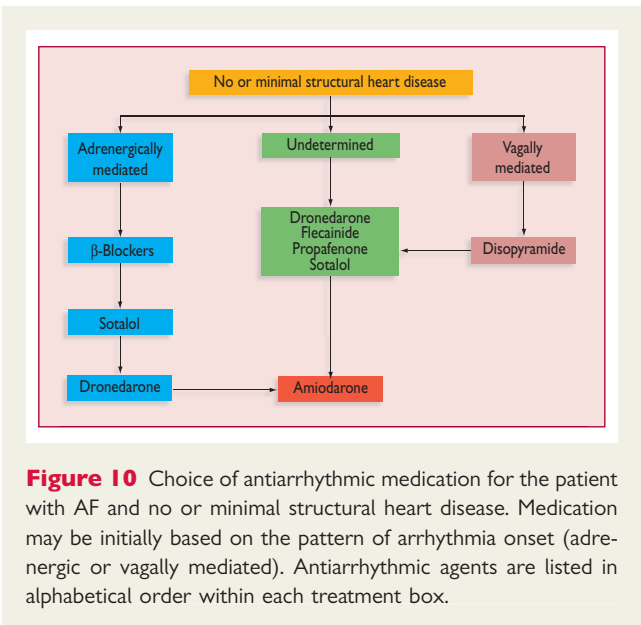 No or minimal structural heart disease
Adrenergically
mediated
Undetermined
Vagally
mediated
Dronedarone
Flecainide
Propafenone
Sotalol
β-Blockers
Disopyramide
Sotalol
Dronedarone
Amiodarone
Figure 10 Choice of antiarrhythmic medication for the patient
with AF and no or minimal structural heart disease. Medication
may be initially based on the pattern of arrhythmia onset (adre-
nergic or vagally mediated). Antiarrhythmic agents are listed in
alphabetical order within each treatment box.